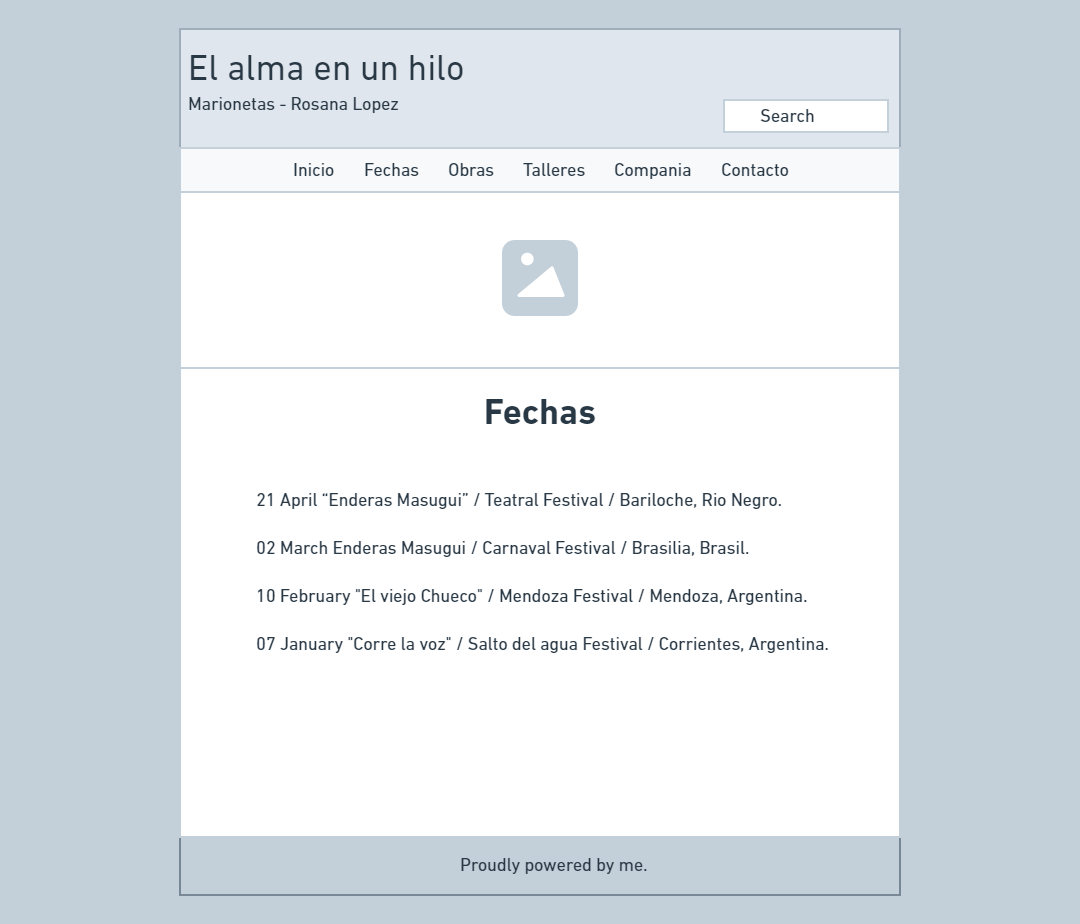 El alma en un hilo
Marionetas - Rosana Lopez
Search
Inicio Fechas Obras Talleres Compania Contacto
Fechas
21 April “Enderas Masugui” / Teatral Festival / Bariloche, Rio Negro.
02 March Enderas Masugui / Carnaval Festival / Brasilia, Brasil.
10 February "El viejo Chueco" / Mendoza Festival / Mendoza, Argentina.
07 January "Corre la voz" / Salto del agua Festival / Corrientes, Argentina.
Proudly powered by me.